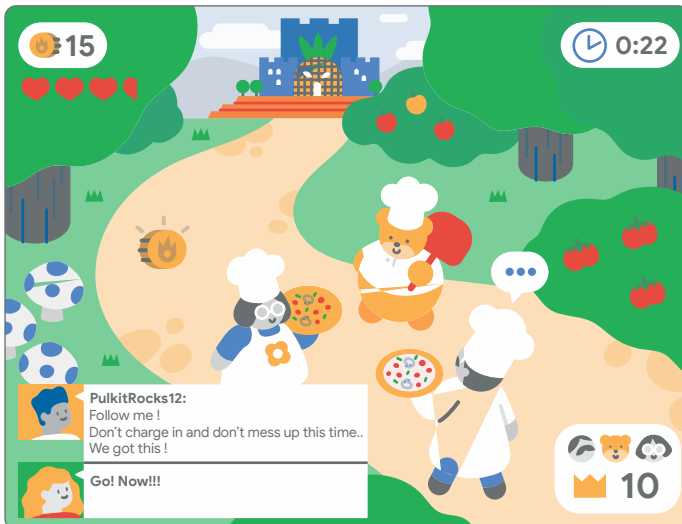 15
0:22
PulkitRocks12:
Follow me !
Don't charge in and don't mess up this time..
We got this !
Go! Now!!!
10